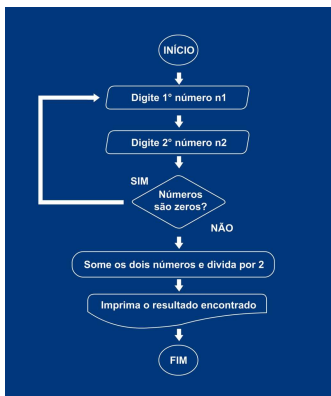 INÍCIO
Digite 1° número n1
Digite 2° número n2
SIM
Números
são zeros?
NÃO
Some os dois números e divida por 2
Imprima o resultado encontrado
FIM